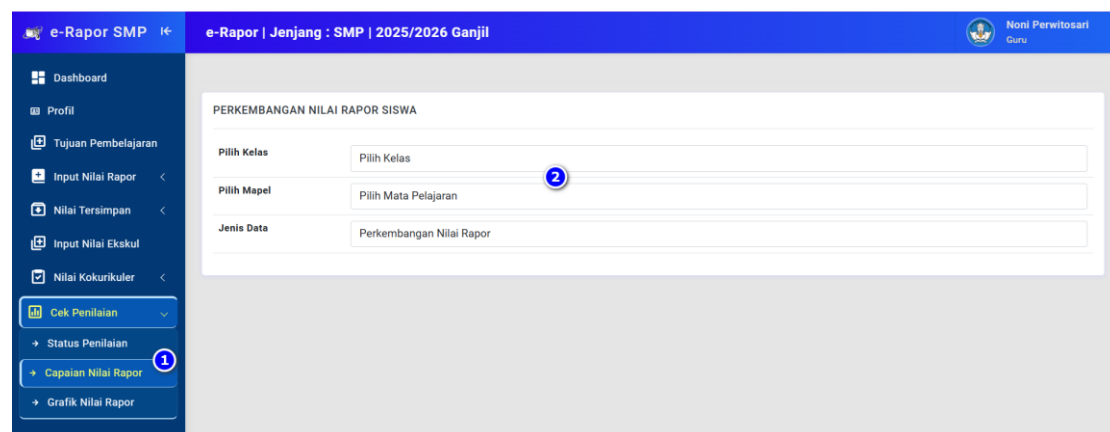 e-Rapor SMP
e-Rapor | Jenjang : SMP | 2025/2026 Ganjil
Noni Perwitosari
Guru
Dashboard
Profil
Tujuan Pembelajaran
Input Nilai Rapor
Nilai Tersimpan
Input Nilai Ekskul
Nilai Kokurikuler
Cek Penilaian
Status Penilaian
1
Capaian Nilai Rapor
Grafik Nilai Rapor
PERKEMBANGAN NILAI RAPOR SISWA
Pilih Kelas
Pilih Kelas
2
Pilih Mapel
Pilih Mata Pelajaran
Jenis Data
Perkembangan Nilai Rapor